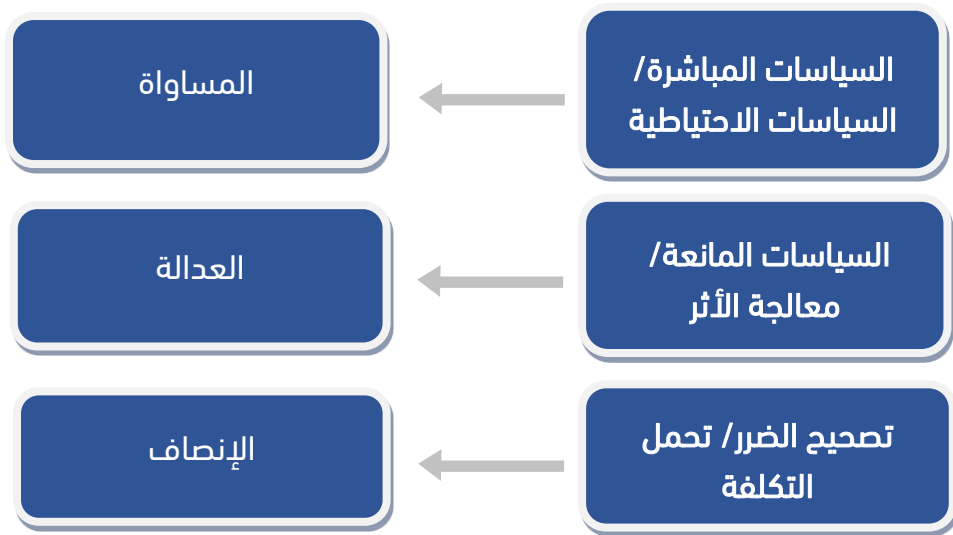 السياسات المباشرة/
السياسات الاحتياطية
المساواة
السياسات المانعة/
معالجة الأثر
العدالة
تصحيح الضرر/ تحمل
التكلفة
الإنصاف